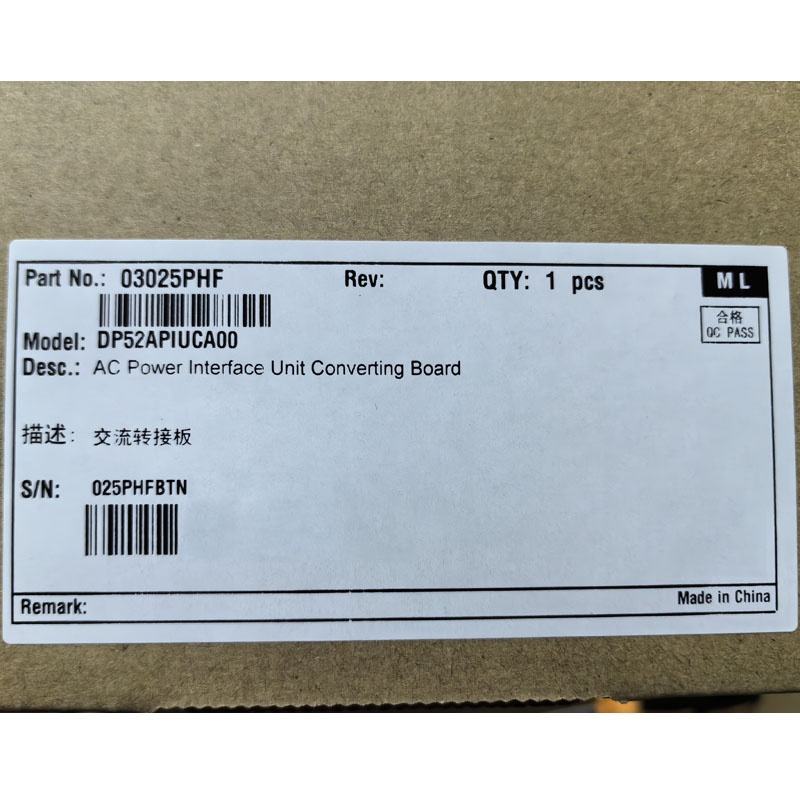 Part No.: 03025PHF Rev: QTY: 1 pcs ML
合格
QC PASS
Model: DP52APIUCA00
Desc.: AC Power Interface Unit Converting Board
描述: 交流转接板
S/N: 025PHFBTN
Made in China
Remark: